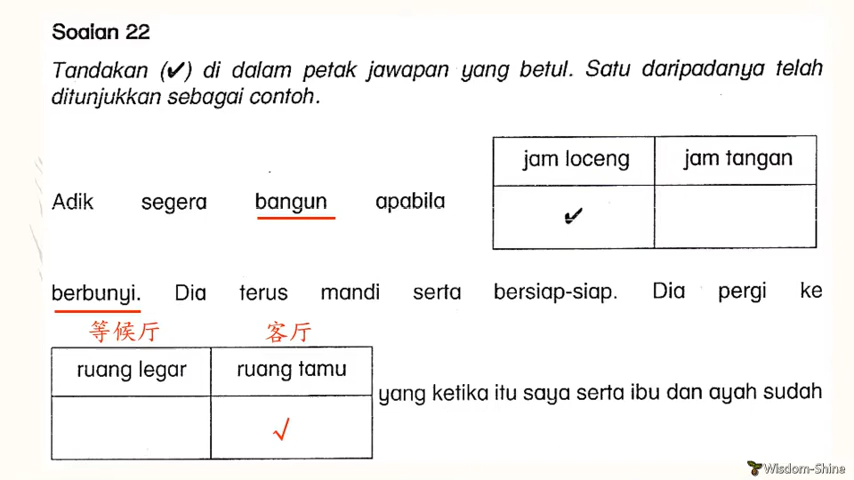 Soalan 22
Tandakan (✔) di dalam petak jawapan yang betul. Satu daripadanya telah
ditunjukkan sebagai contoh.
jam loceng jam tangan
Adik segera bangun apabila ✔
berbunyi. Dia terus mandi serta bersiap-siap. Dia pergi ke
等候厅 客厅
ruang legar ruang tamu
yang ketika itu saya serta ibu dan ayah sudah
√
Wisdom-Shine